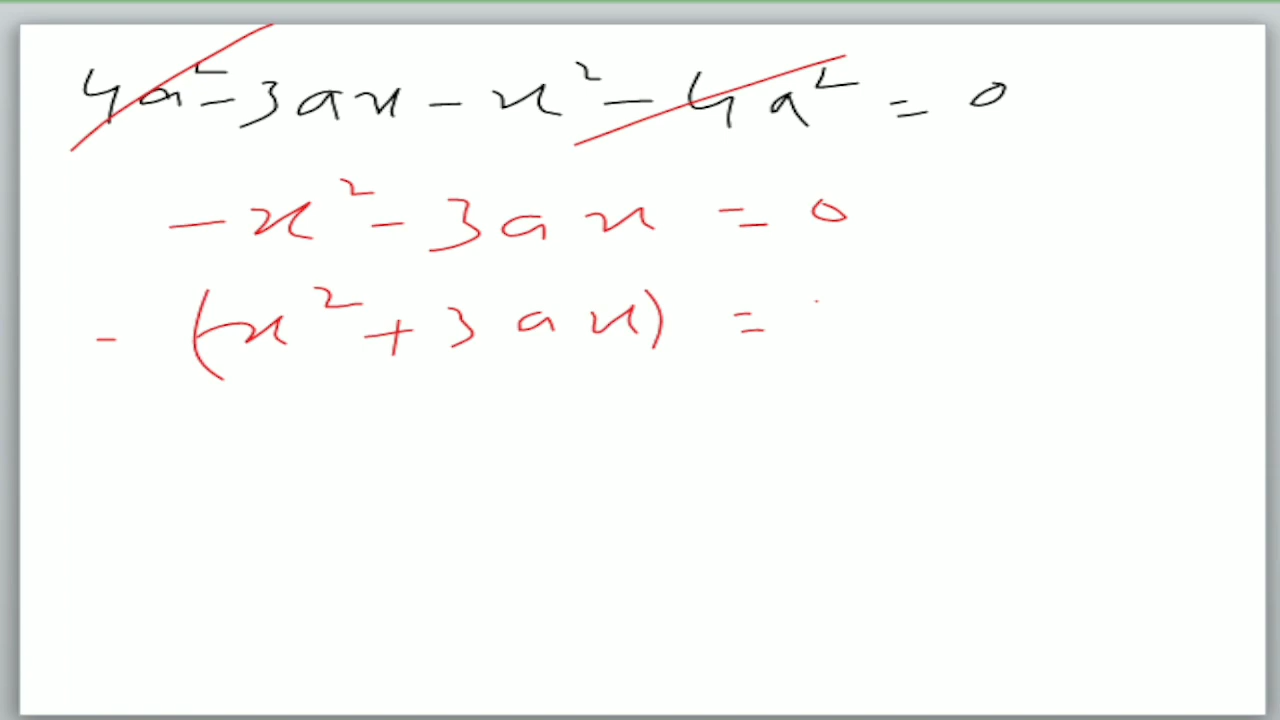 4a² - 3ax - x² - 4a² = 0
-x² - 3ax = 0
- (x² + 3ax) =